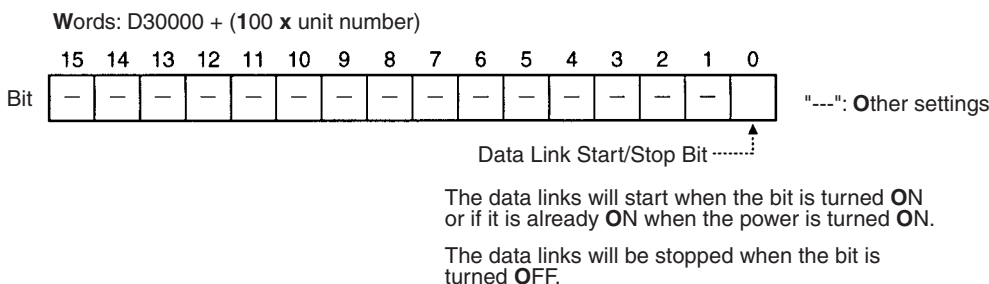 Words: D30000 + (100 x unit number)
15 14 13 12 11 10 9 8 7 6 5 4 3 2 1 0
Bit — — — — — — — — — — — — — — — "---": Other settings
Data Link Start/Stop Bit
The data links will start when the bit is turned ON
or if it is already ON when the power is turned ON.
The data links will be stopped when the bit is
turned OFF.